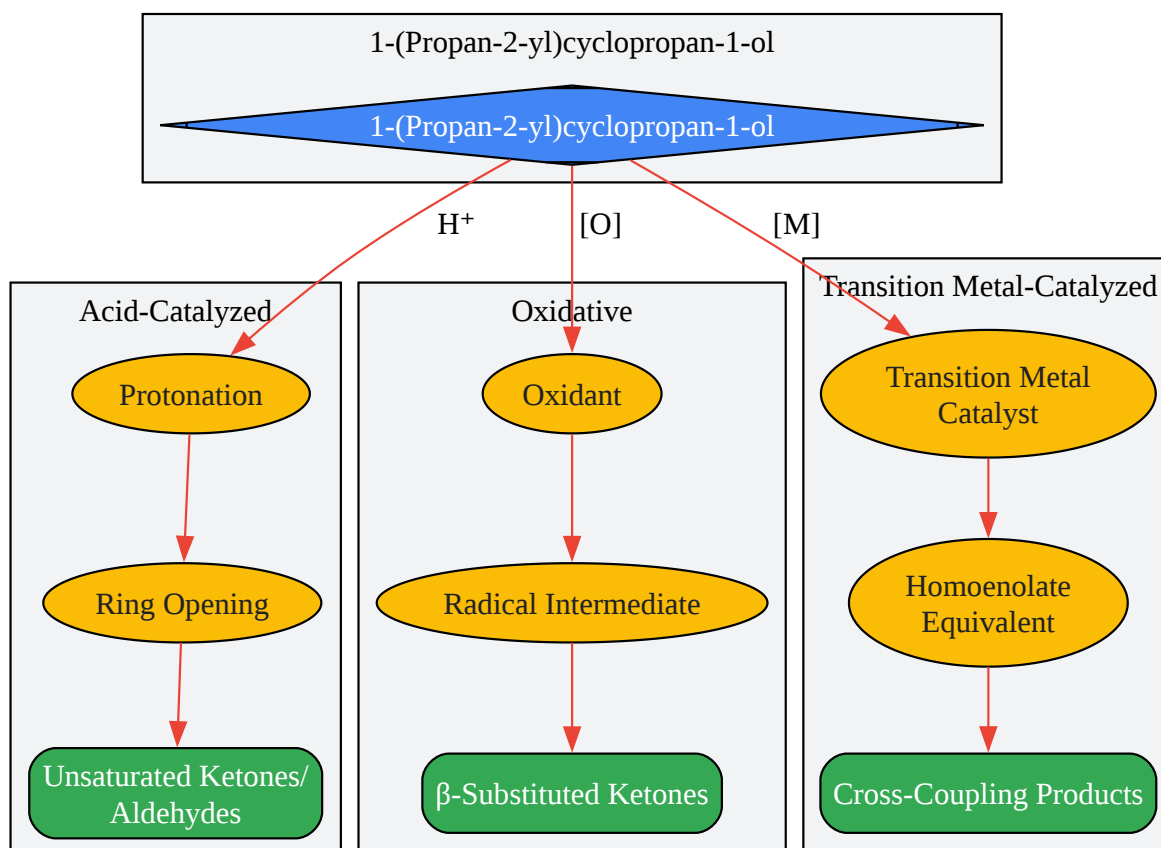 1-(Propan-2-yl)cyclopropan-1-ol
1-(Propan-2-yl)cyclopropan-1-ol
H⁺
[O]
[M]
Acid-Catalyzed
Protonation
Ring Opening
Unsaturated Ketones/
Aldehydes
Oxidative
Oxidant
Radical Intermediate
β-Substituted Ketones
Transition Metal-Catalyzed
Transition Metal
Catalyst
Homoenolate
Equivalent
Cross-Coupling Products